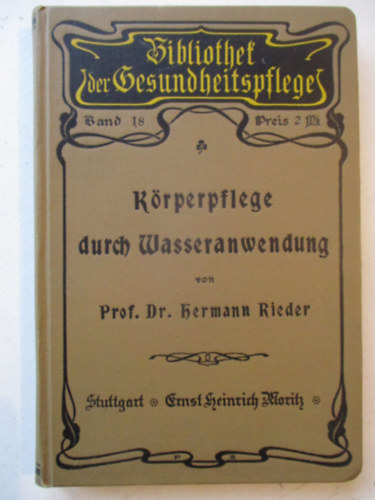 Bibliothek
der Gesundheitspflege
Band 18 Preis 2 Mk
Körperpflege
durch Wasseranwendung
von
Prof. Dr. Hermann Rieder
Stuttgart Ernst Heinrich Moritz
P S